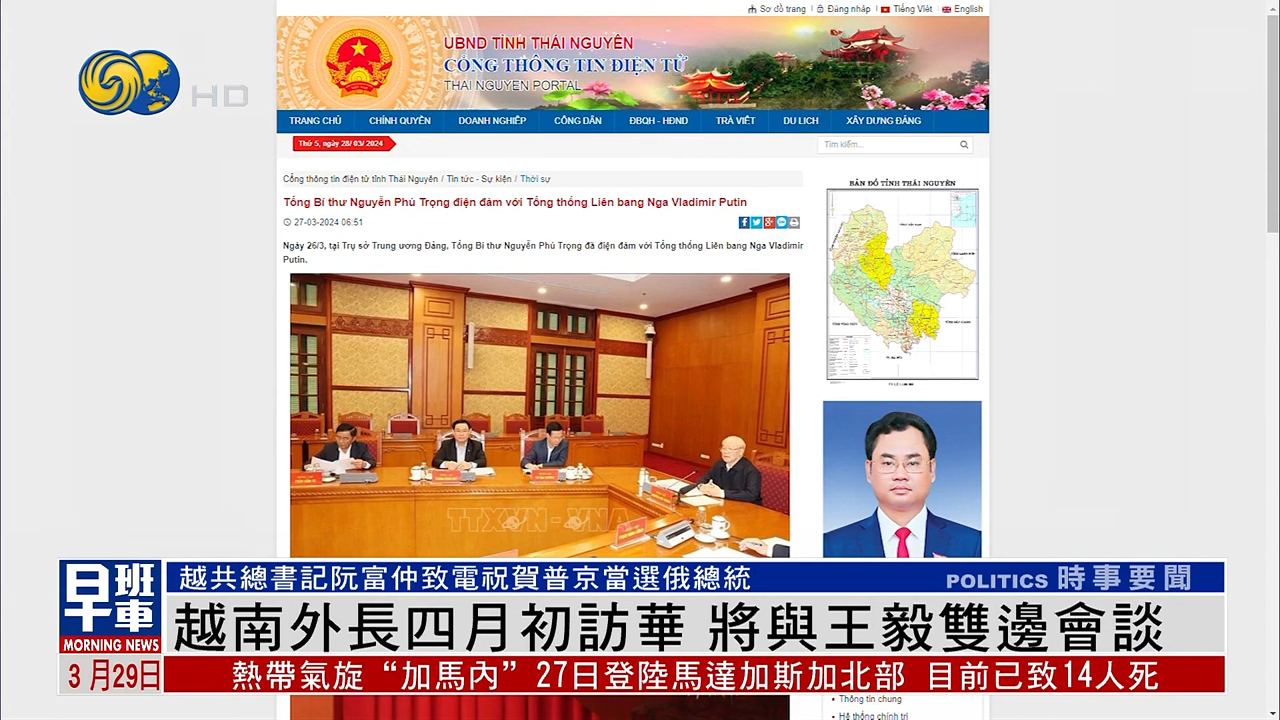 Sơ đồ trang | Đăng nhập | Tiếng Việt | English
UBND TỈNH THÁI NGUYÊN
CỔNG THÔNG TIN ĐIỆN TỬ
THAI NGUYEN PORTAL
HD
TRANG CHỦ CHÍNH QUYỀN DOANH NGHIỆP CÔNG DÂN ĐBQH - HĐND TRÀ VIỆT DU LỊCH XÂY DỰNG ĐẢNG
Thứ 5, ngày 28/ 03/ 2024
Tìm kiếm...
Cổng thông tin điện tử tỉnh Thái Nguyên / Tin tức - Sự kiện / Thời sự
BẢN ĐỒ TỈNH THÁI NGUYÊN
Tổng Bí thư Nguyễn Phú Trọng điện đàm với Tổng thống Liên bang Nga Vladimir Putin
27-03-2024 06:51
Ngày 26/3, tại Trụ sở Trung ương Đảng, Tổng Bí thư Nguyễn Phú Trọng đã điện đàm với Tổng thống Liên bang Nga Vladimir
Putin.
TTXVN - VNA
早班車
MORNING NEWS
越共總書記阮富仲致電祝賀普京當選俄總統
POLITICS 時事要聞
越南外長四月初訪華 將與王毅雙邊會談
3月29日
熱帶氣旋“加馬內”27日登陸馬達加斯加北部 目前已致14人死
Thông tin chung
Hệ thống chính trị